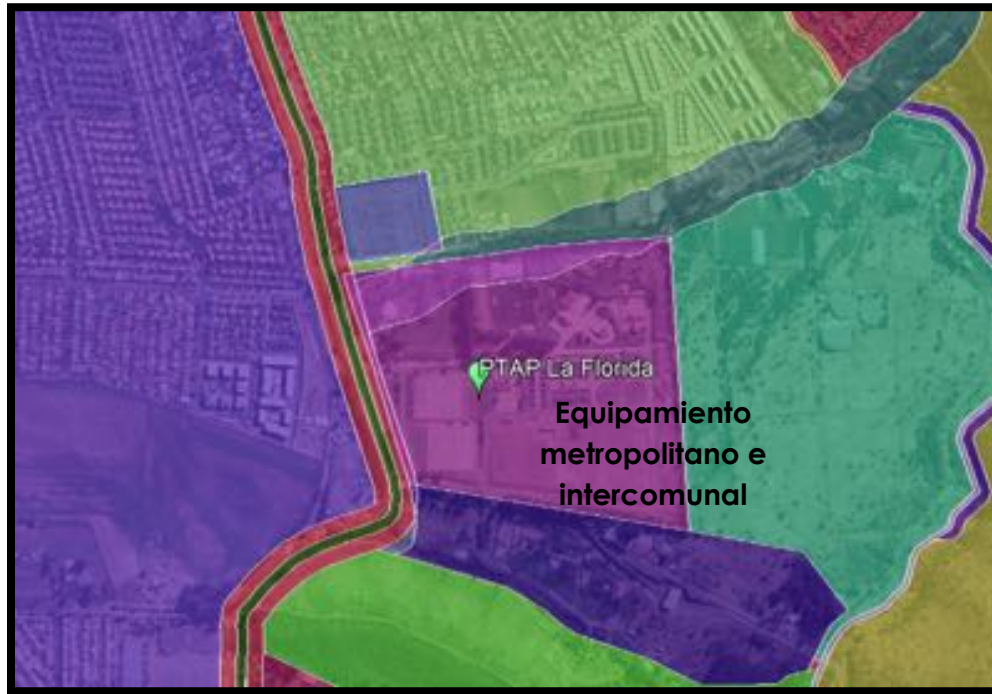 PTAP La Florida
Equipamiento
metropolitano e
intercomunal